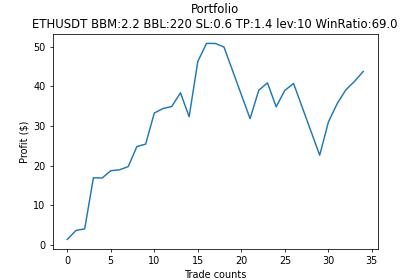 Portfolio
ETHUSDT BBM:2.2 BBL:220 SL:0.6 TP:1.4 lev:10 WinRatio:69.0
50
40
30
20
10
0
Profit ($)
0 5 10 15 20 25 30 35
Trade counts